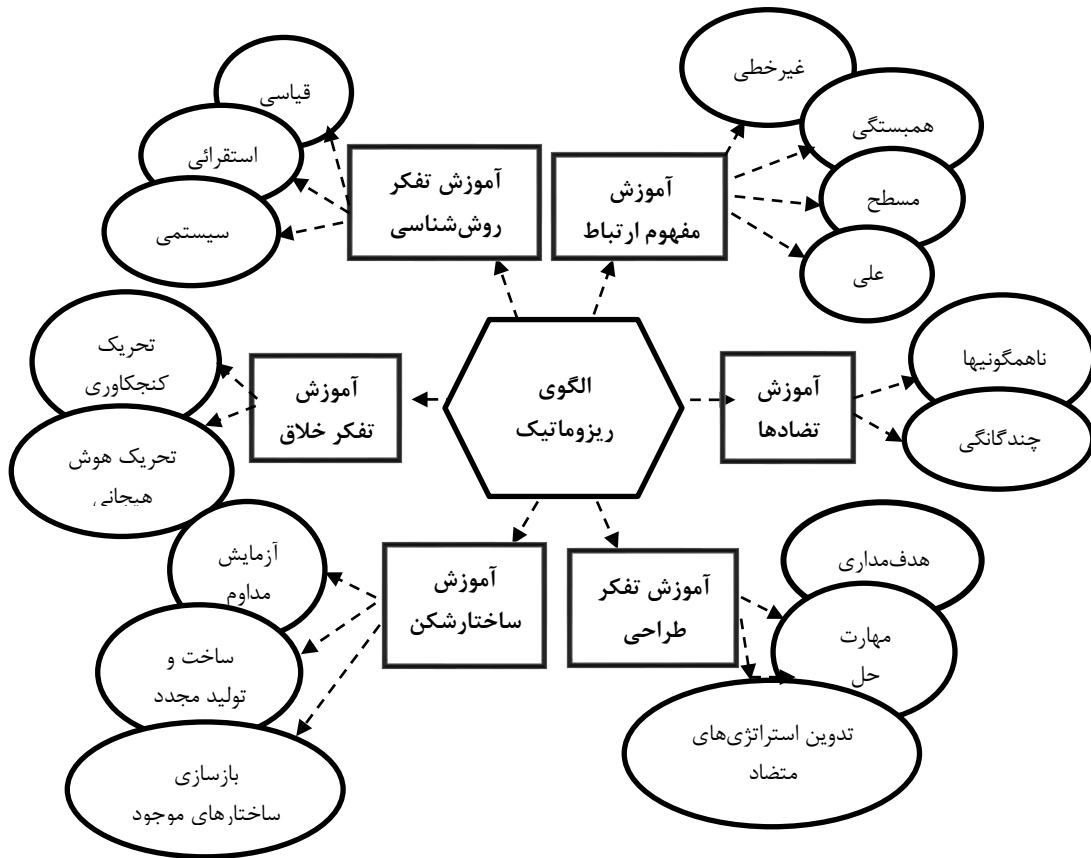 غیرخطی
همبستگی
مسطح
علی
آموزش
مفهوم ارتباط
قیاسی
استقرائی
سیستمی
آموزش تفکر
روش‌شناسی
ناهمگونیها
چندگانگی
آموزش
تضادها
الگوی
ریزوماتیک
آموزش
تفکر خلاق
تحریک
کنجکاوری
تحریک هوش
هیجانی
هدف‌مداری
مهارت
حل
تدوین استراتژی‌های
متضاد
آموزش تفکر
طراحی
آموزش
ساختارشکن
آزمایش
مداوم
ساخت و
تولید مجدد
بازسازی
ساختارهای موجود